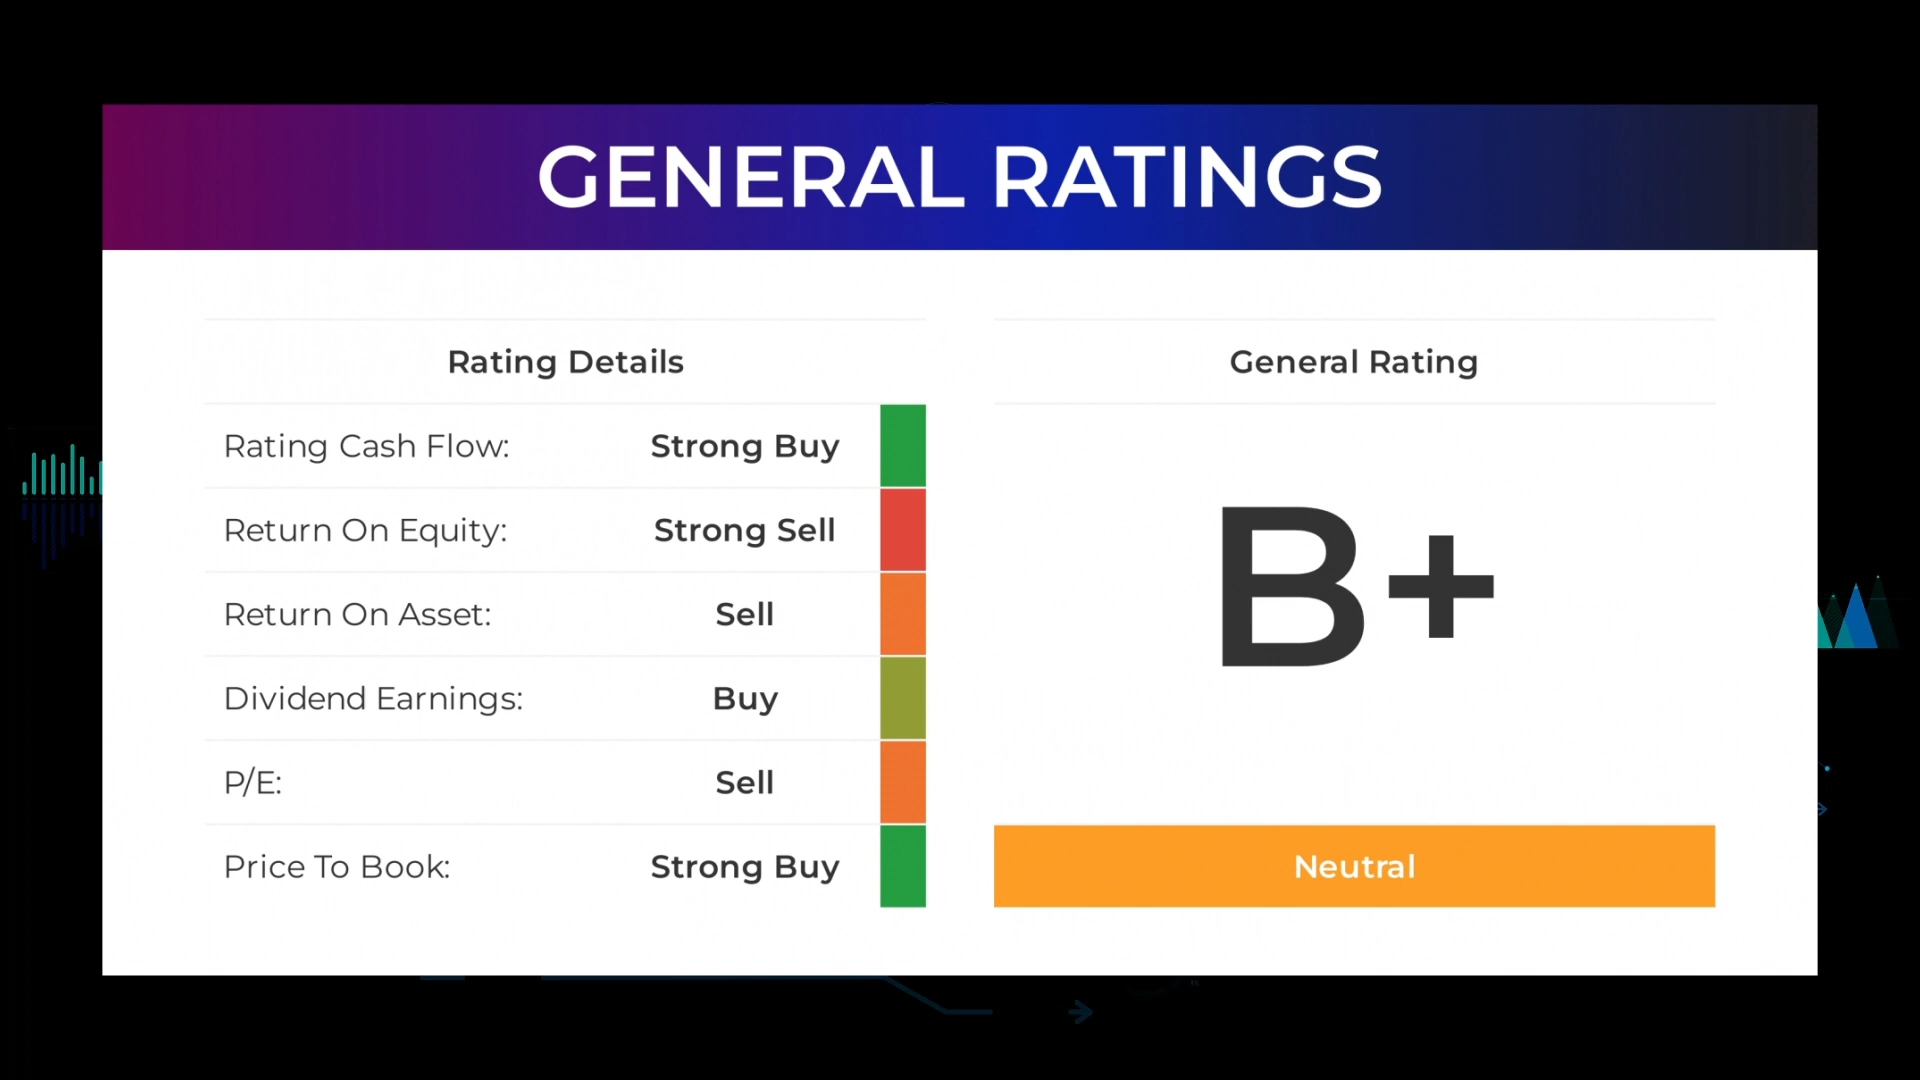 GENERAL RATINGS
Rating Details
Rating Cash Flow: Strong Buy
Return On Equity: Strong Sell
Return On Asset: Sell
Dividend Earnings: Buy
P/E: Sell
Price To Book: Strong Buy
General Rating
B+
Neutral